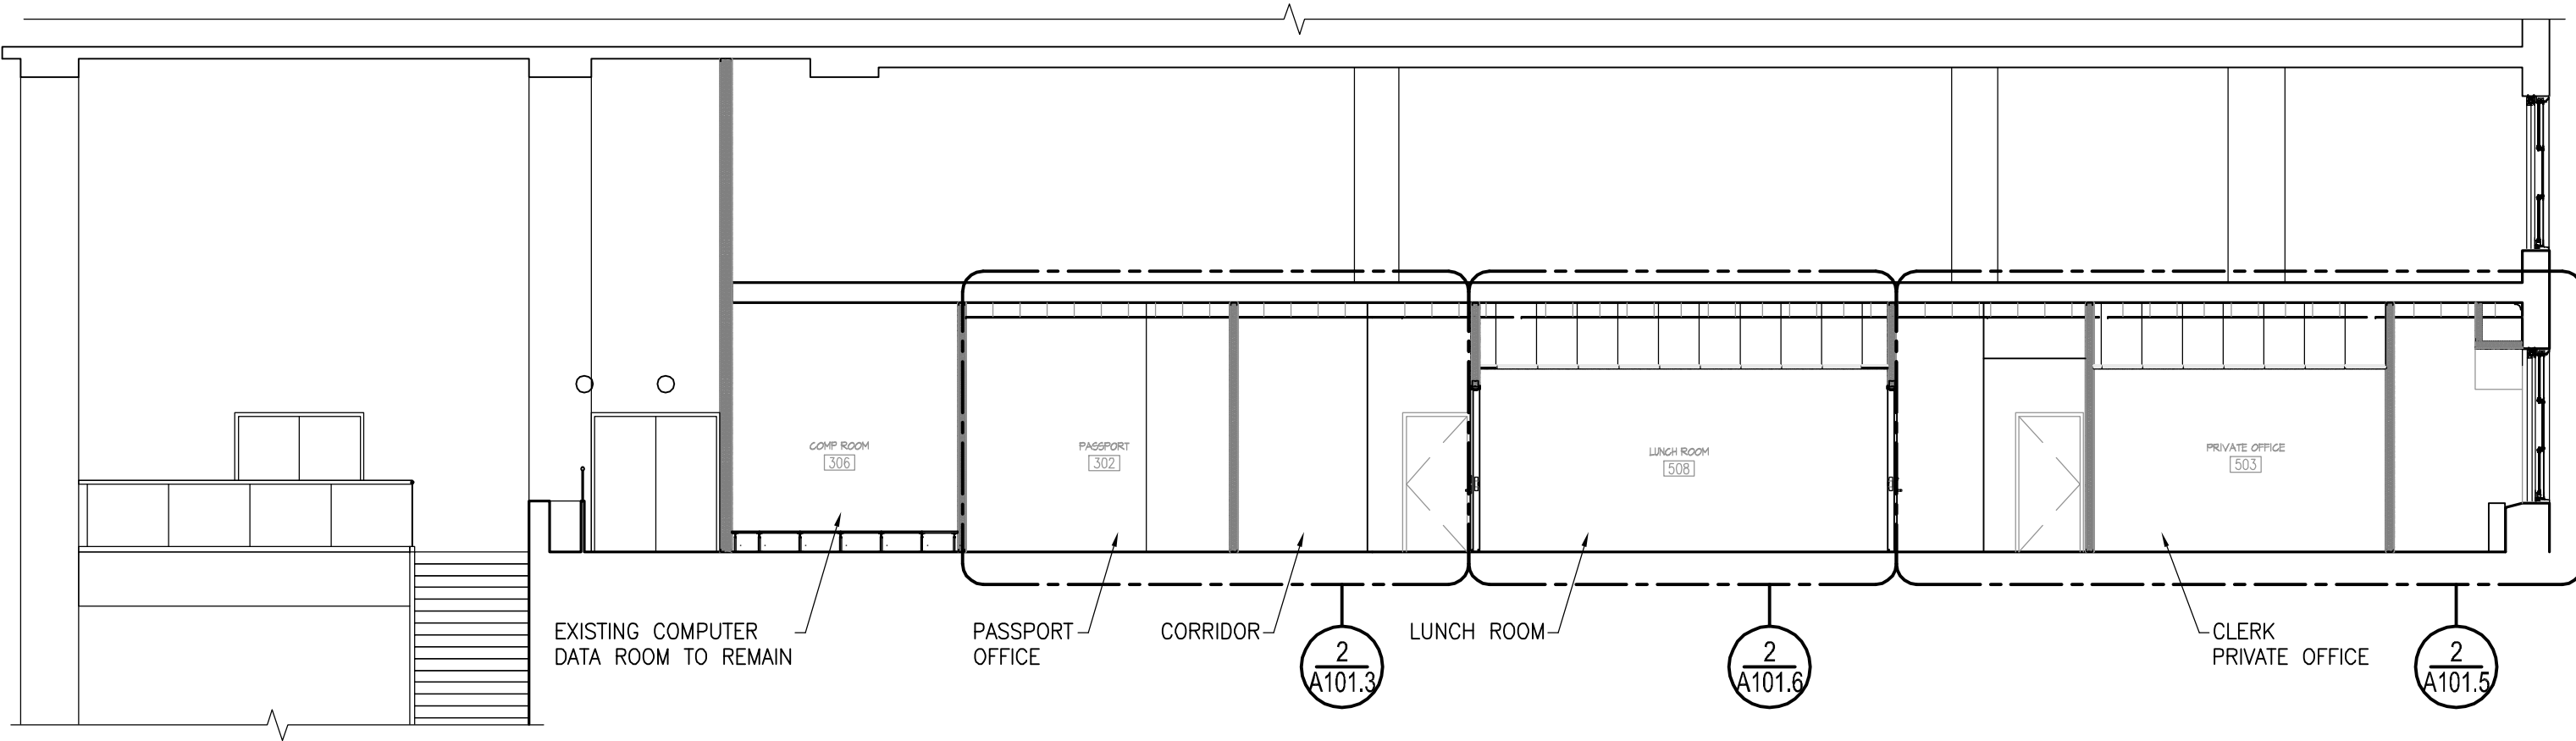 COMP ROOM
306
PASSPORT
302
LUNCH ROOM
508
PRIVATE OFFICE
503
EXISTING COMPUTER
DATA ROOM TO REMAIN
PASSPORT
OFFICE
CORRIDOR
2
A101.3
LUNCH ROOM
2
A101.6
CLERK
PRIVATE OFFICE
2
A101.5